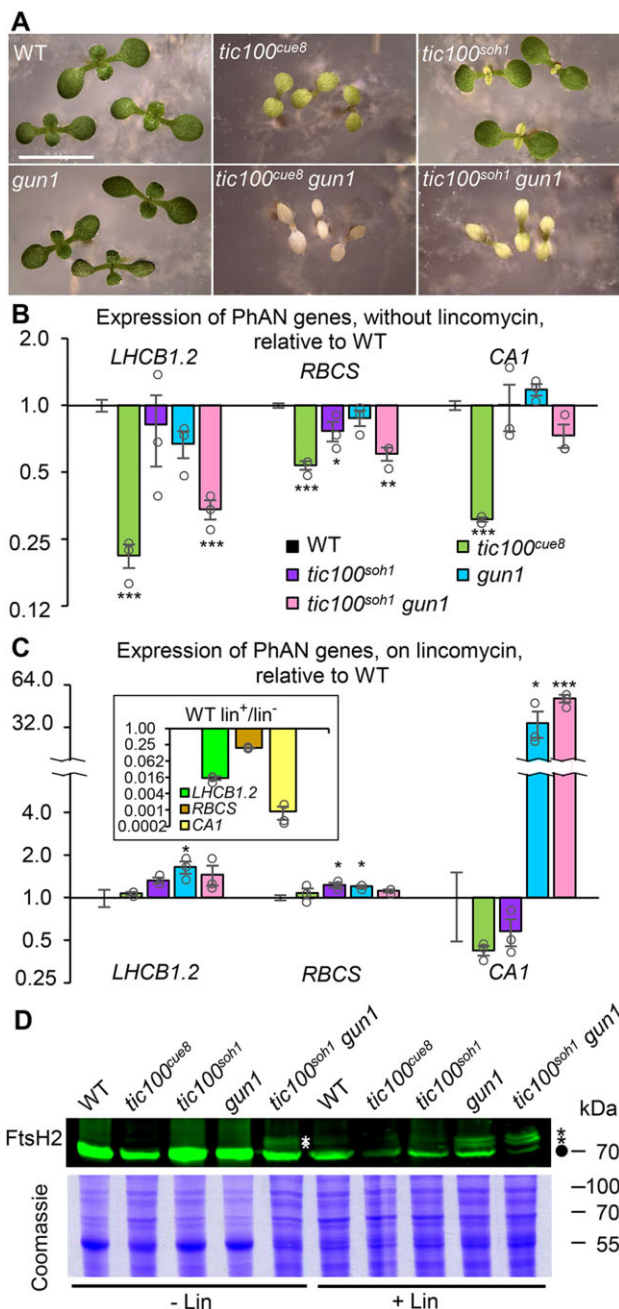 A
WT
tic100cue8
tic100soh1
gun1
tic100cue8 gun1
tic100soh1 gun1
B
Expression of PhAN genes, without lincomycin,
relative to WT
2.0
LHCB1.2
RBCS
CA1
1.0
0.5
*
**
***
***
***
***
0.25
WT
tic100cue8
tic100soh1
gun1
tic100soh1 gun1
0.12
C
Expression of PhAN genes, on lincomycin,
relative to WT
64.0
* ***
32.0
WT lin+/lin-
1.00
0.25
0.016
0.004
0.001
0.0002
LHCB1.2
RBCS
CA1
4.0
2.0
*
* *
1.0
0.5
0.25
LHCB1.2
RBCS
CA1
D
WT
tic100cue8
tic100soh1
gun1
tic100soh1 gun1
WT
tic100cue8
tic100soh1
gun1
tic100soh1 gun1
kDa
FtsH2
**
**
● – 70
Coomassie
–100
– 70
– 55
- Lin
+ Lin